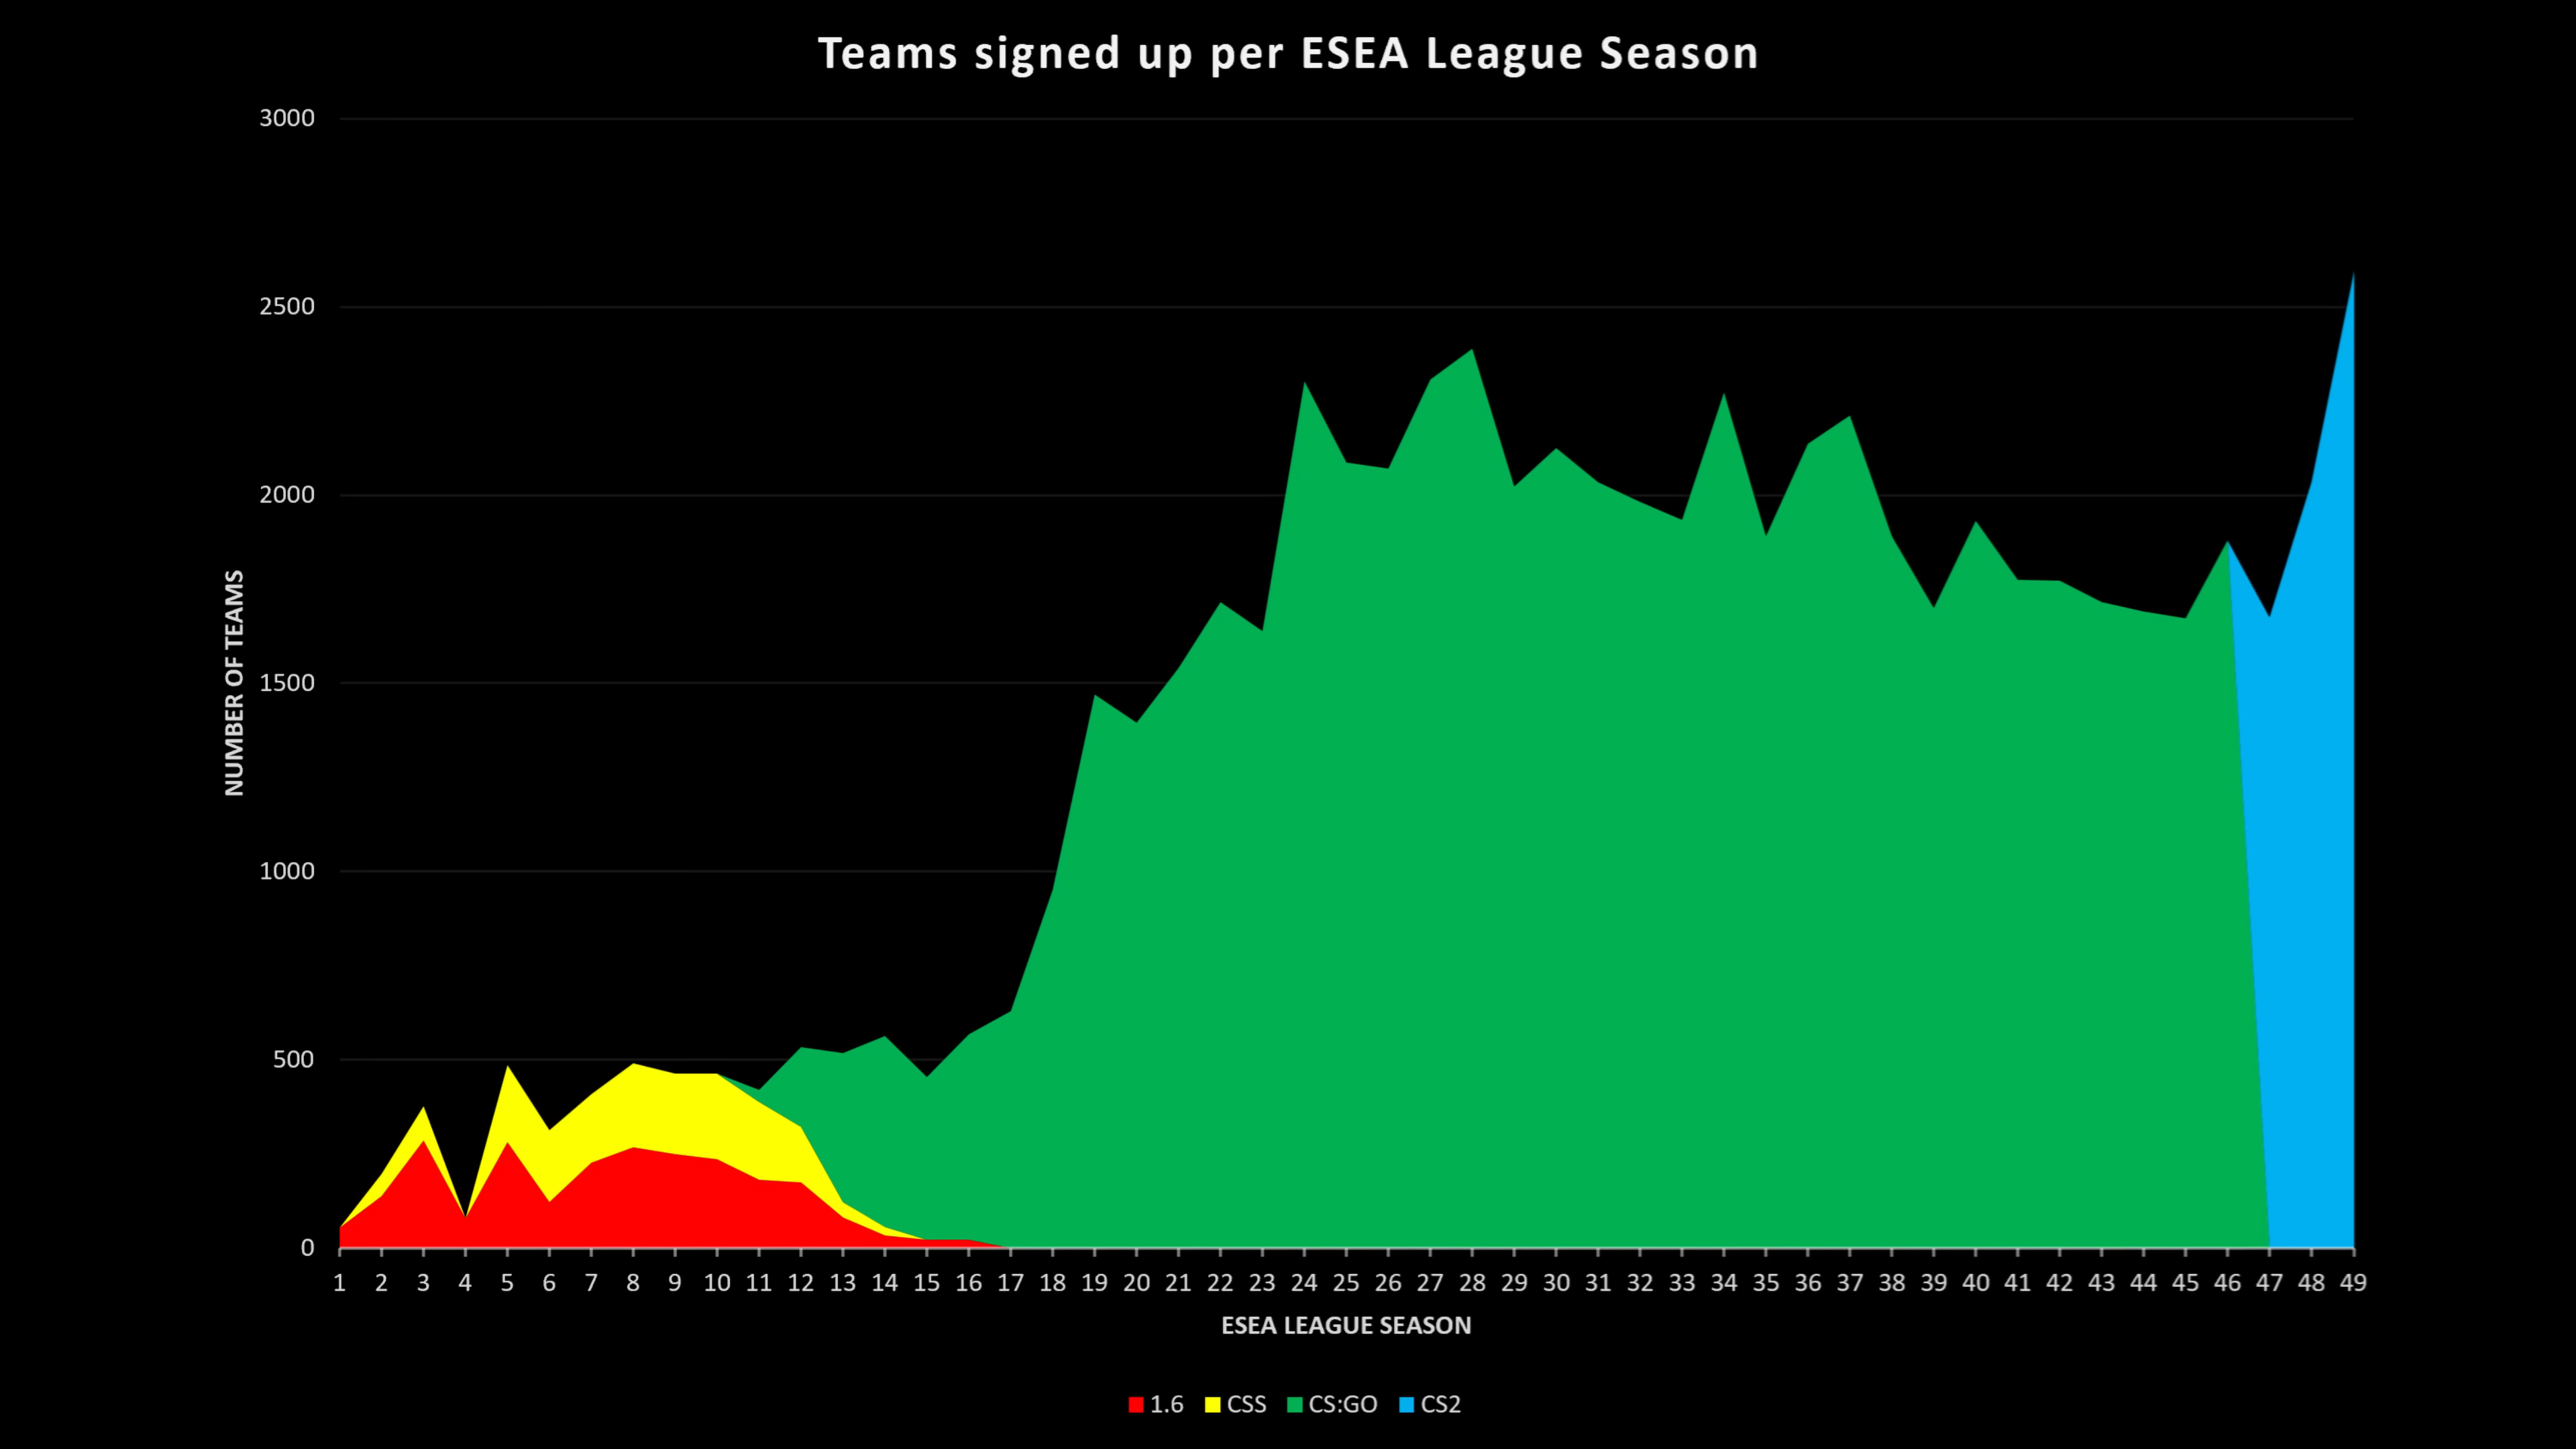 Teams signed up per ESEA League Season
3000
2500
2000
1500
1000
500
0
NUMBER OF TEAMS
1 2 3 4 5 6 7 8 9 10 11 12 13 14 15 16 17 18 19 20 21 22 23 24 25 26 27 28 29 30 31 32 33 34 35 36 37 38 39 40 41 42 43 44 45 46 47 48 49
ESEA LEAGUE SEASON
1.6 CSS CS:GO CS2